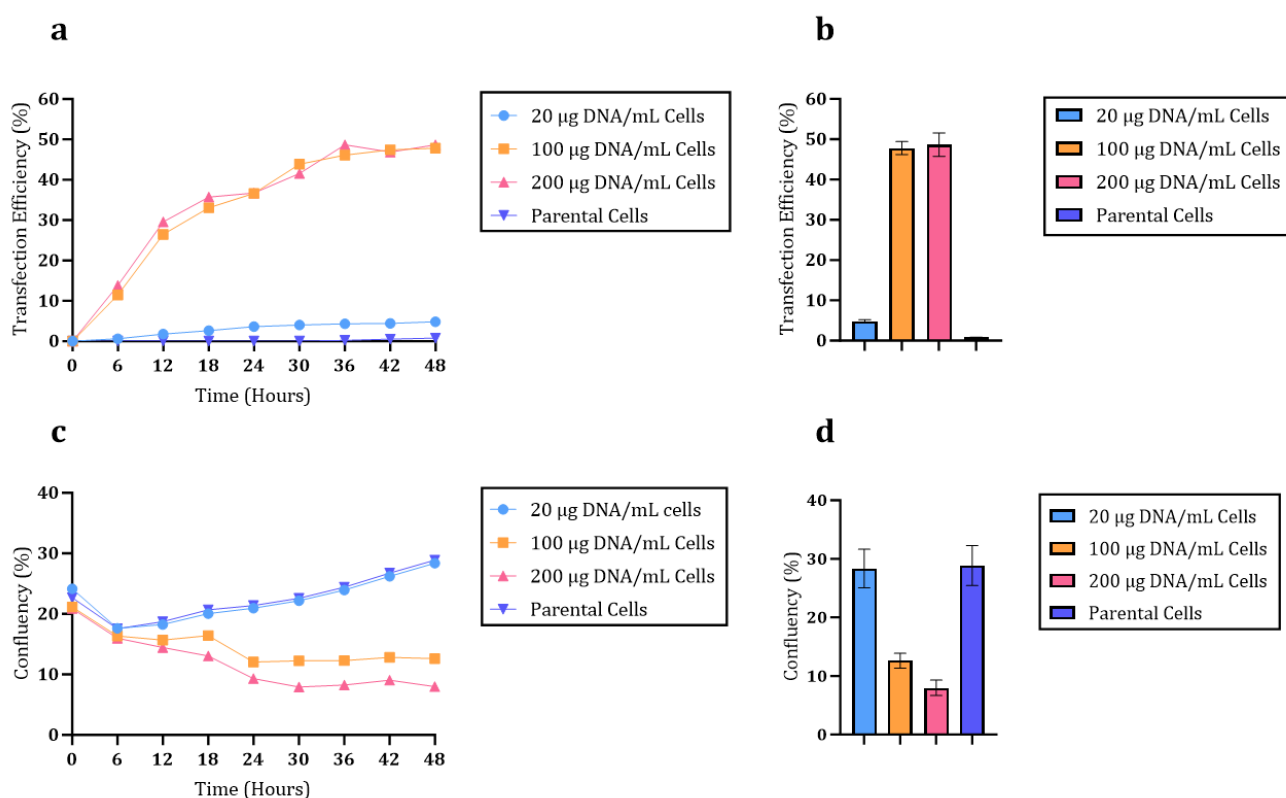 a
Transfection Efficiency (%)
60
50
40
30
20
10
0
0 6 12 18 24 30 36 42 48
Time (Hours)
20 µg DNA/mL Cells
100 µg DNA/mL Cells
200 µg DNA/mL Cells
Parental Cells
b
Transfection Efficiency (%)
60
50
40
30
20
10
0
20 µg DNA/mL Cells
100 µg DNA/mL Cells
200 µg DNA/mL Cells
Parental Cells
c
Confluency (%)
40
30
20
10
0
0 6 12 18 24 30 36 42 48
Time (Hours)
20 µg DNA/mL cells
100 µg DNA/mL Cells
200 µg DNA/mL Cells
Parental Cells
d
Confluency (%)
40
30
20
10
0
20 µg DNA/mL Cells
100 µg DNA/mL Cells
200 µg DNA/mL Cells
Parental Cells